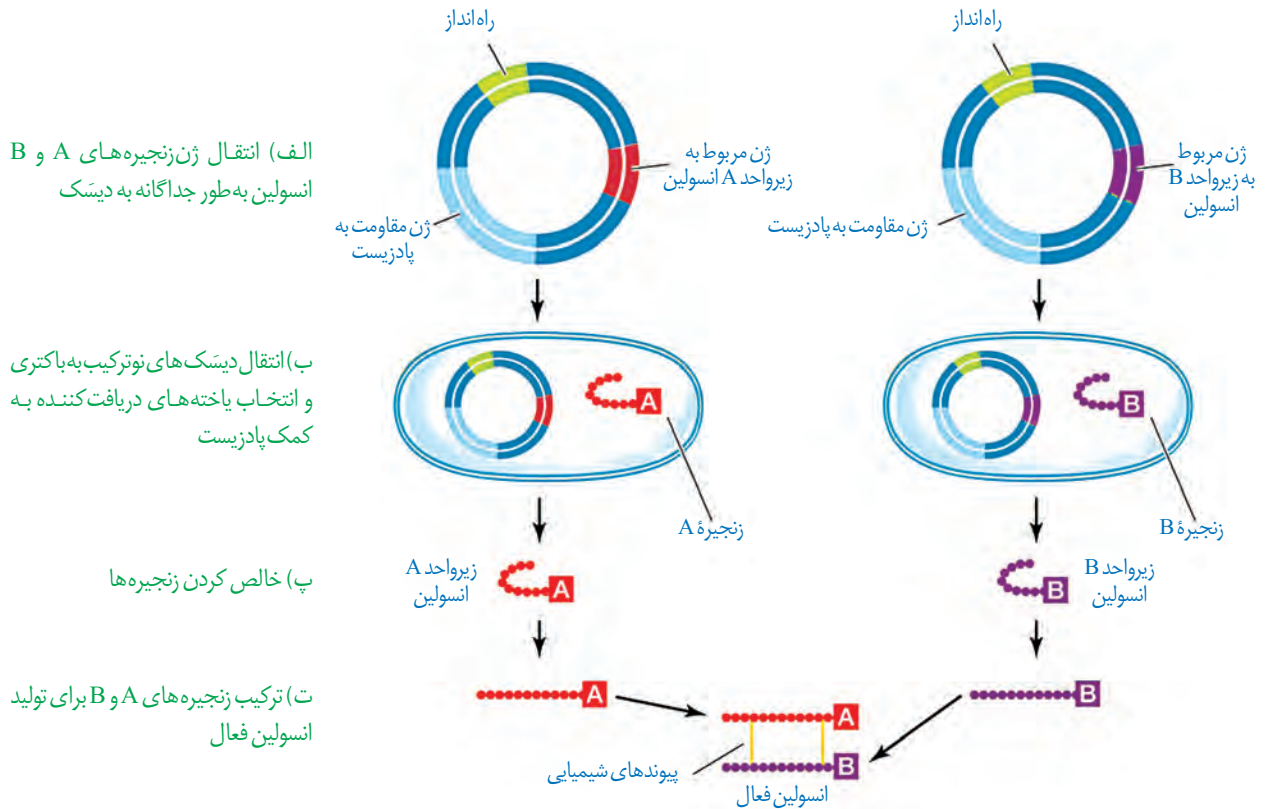 راه‌انداز
راه‌انداز
الف) انتقال ژن زنجیره‌های A و B
انسولین به‌طور جداگانه به دیسَک
ژن مربوط به
زیرواحد A انسولین
ژن مقاومت به
پادزیست
ژن مربوط
به زیرواحد B
انسولین
ژن مقاومت به پادزیست
ب) انتقال دیسَک‌های نوترکیب به باکتری
و انتخاب یاخته‌های دریافت‌کننده به
کمک پادزیست
A
B
زنجیرهٔ A
زنجیرهٔ B
پ) خالص کردن زنجیره‌ها
زیرواحد A
انسولین
A
زیرواحد B
انسولین
B
ت) ترکیب زنجیره‌های A و B برای تولید
انسولین فعال
A
B
A
B
پیوندهای شیمیایی
انسولین فعال